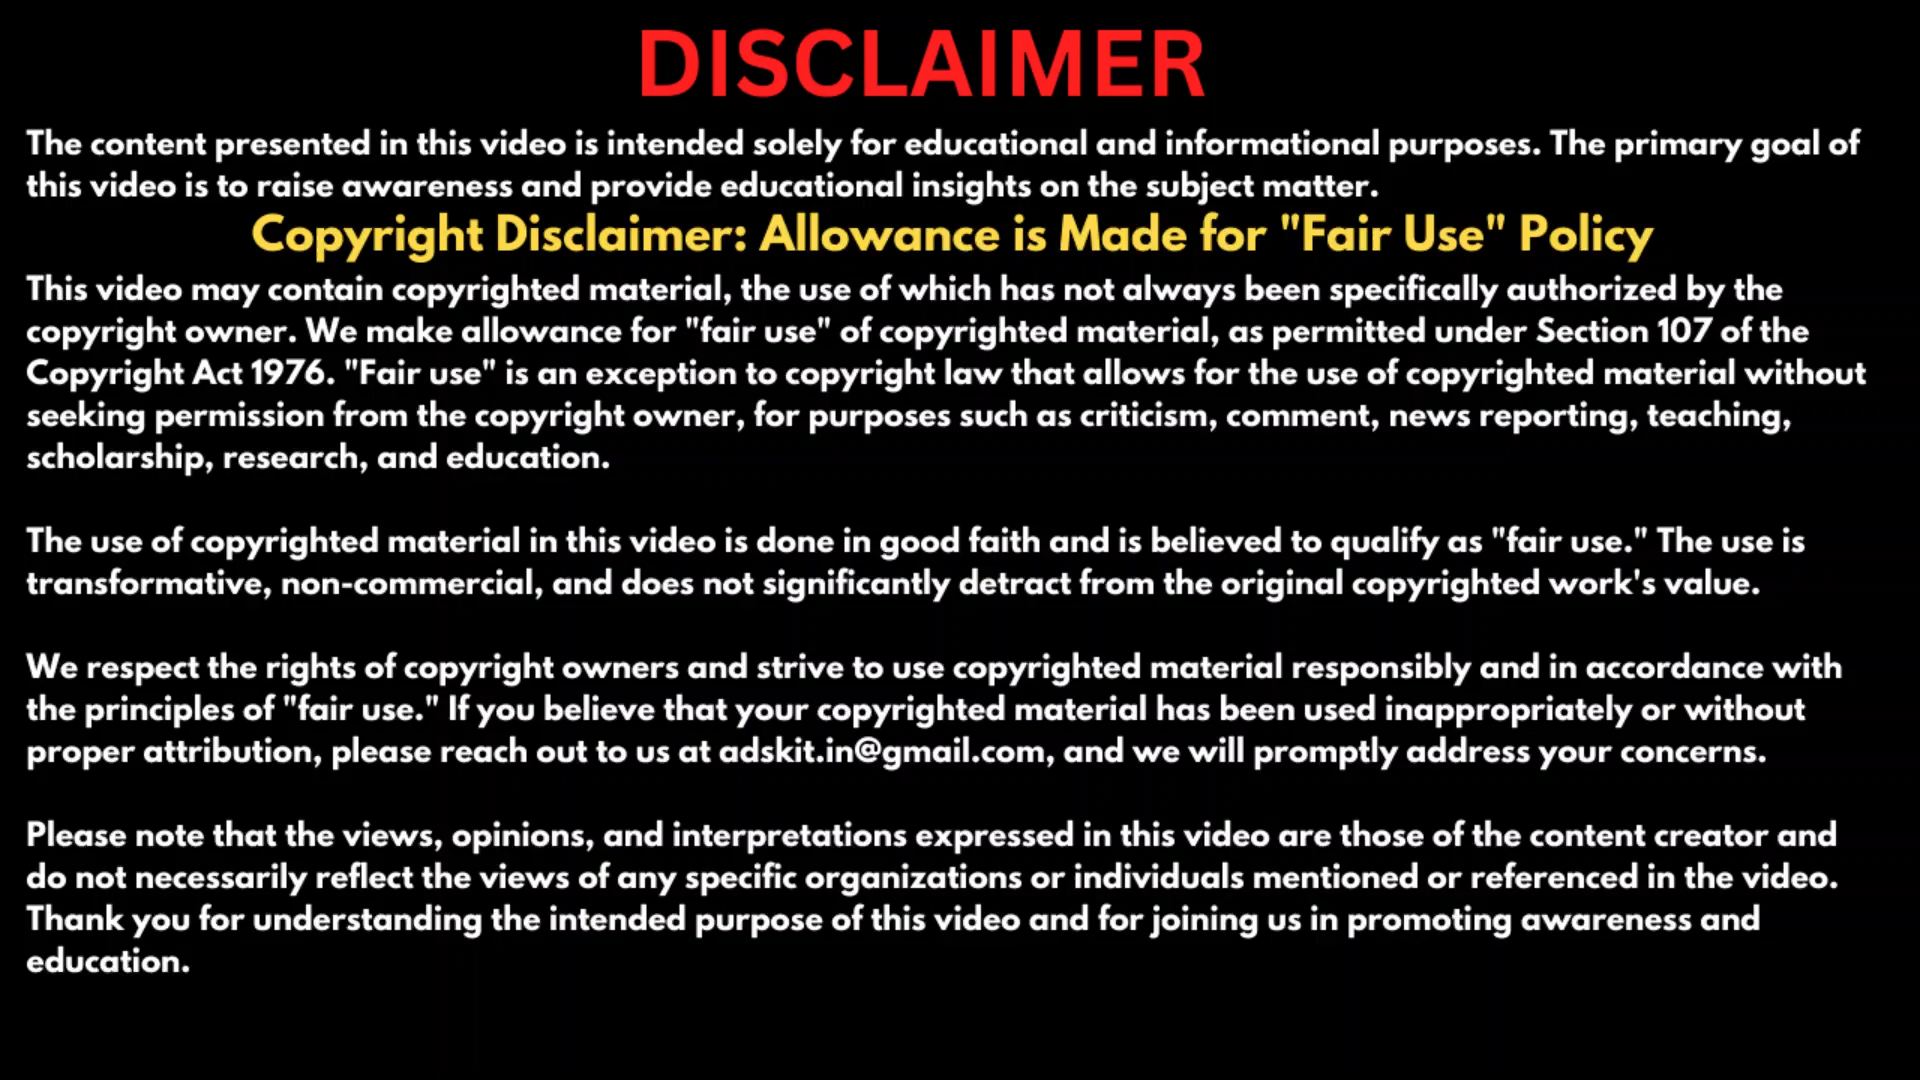 DISCLAIMER
The content presented in this video is intended solely for educational and informational purposes. The primary goal of
this video is to raise awareness and provide educational insights on the subject matter.
Copyright Disclaimer: Allowance is Made for "Fair Use" Policy
This video may contain copyrighted material, the use of which has not always been specifically authorized by the
copyright owner. We make allowance for "fair use" of copyrighted material, as permitted under Section 107 of the
Copyright Act 1976. "Fair use" is an exception to copyright law that allows for the use of copyrighted material without
seeking permission from the copyright owner, for purposes such as criticism, comment, news reporting, teaching,
scholarship, research, and education.
The use of copyrighted material in this video is done in good faith and is believed to qualify as "fair use." The use is
transformative, non-commercial, and does not significantly detract from the original copyrighted work's value.
We respect the rights of copyright owners and strive to use copyrighted material responsibly and in accordance with
the principles of "fair use." If you believe that your copyrighted material has been used inappropriately or without
proper attribution, please reach out to us at adskit.in@gmail.com, and we will promptly address your concerns.
Please note that the views, opinions, and interpretations expressed in this video are those of the content creator and
do not necessarily reflect the views of any specific organizations or individuals mentioned or referenced in the video.
Thank you for understanding the intended purpose of this video and for joining us in promoting awareness and
education.